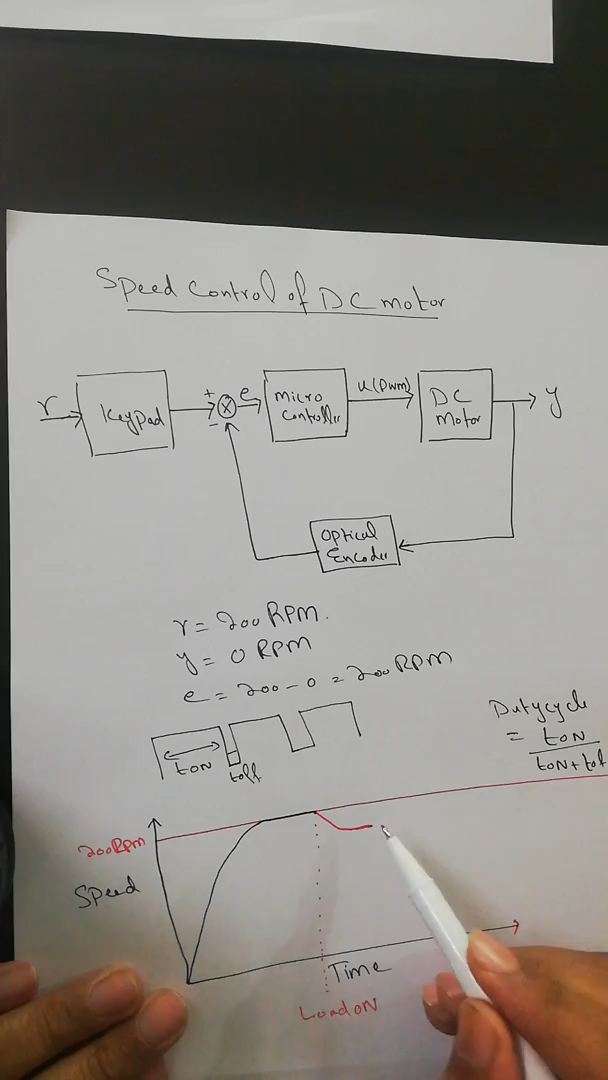 Speed Control of DC motor
r
Keypad
+
-
e
Micro
Controller
u(Pwm)
DC
Motor
y
Optical
Encoder
r = 200 RPM.
y = 0 RPM
e = 200 - 0 = 200 RPM
Dutycycle
= tON
tON+toff
tON
toff
200RPM
Speed
Time
Load ON